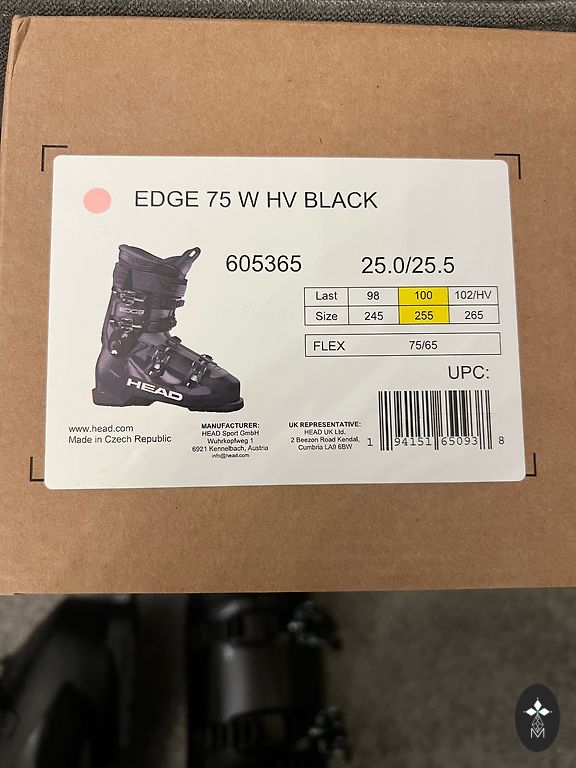 EDGE 75 W HV BLACK
605365
25.0/25.5
Last 98 100 102/HV
Size 245 255 265
FLEX 75/65
UPC:
EDGE
HEAD
www.head.com
Made in Czech Republic
MANUFACTURER:
HEAD Sport GmbH
Wuhrkopfweg 1
6921 Kennelbach, Austria
info@head.com
UK REPRESENTATIVE:
HEAD UK Ltd.
2 Beezon Road Kendal,
Cumbria LA9 6BW
1 94151 65093 8
M